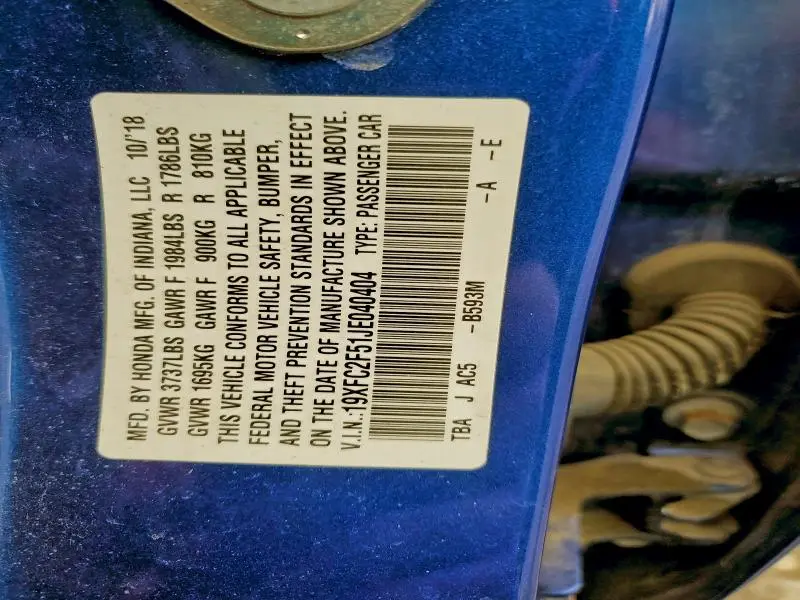 MFD. BY HONDA MFG. OF INDIANA, LLC 10/'18
GVWR 3737LBS GAWR F 1984LBS R 1786LBS
GVWR 1695KG GAWR F 900KG R 810KG
THIS VEHICLE CONFORMS TO ALL APPLICABLE
FEDERAL MOTOR VEHICLE SAFETY, BUMPER,
AND THEFT PREVENTION STANDARDS IN EFFECT
ON THE DATE OF MANUFACTURE SHOWN ABOVE.
V.I.N.:19XFC2F51JE040404 TYPE: PASSENGER CAR
TBA J AC5 -B593M -A -E